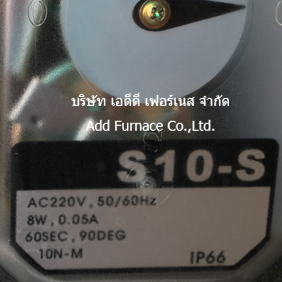 บริษัท เอดีดี เฟอร์เนส จำกัด
Add Furnace Co.,Ltd.
S10-S
AC220V, 50/60Hz
8W, 0.05A
60SEC, 90DEG
10N-M
IP66